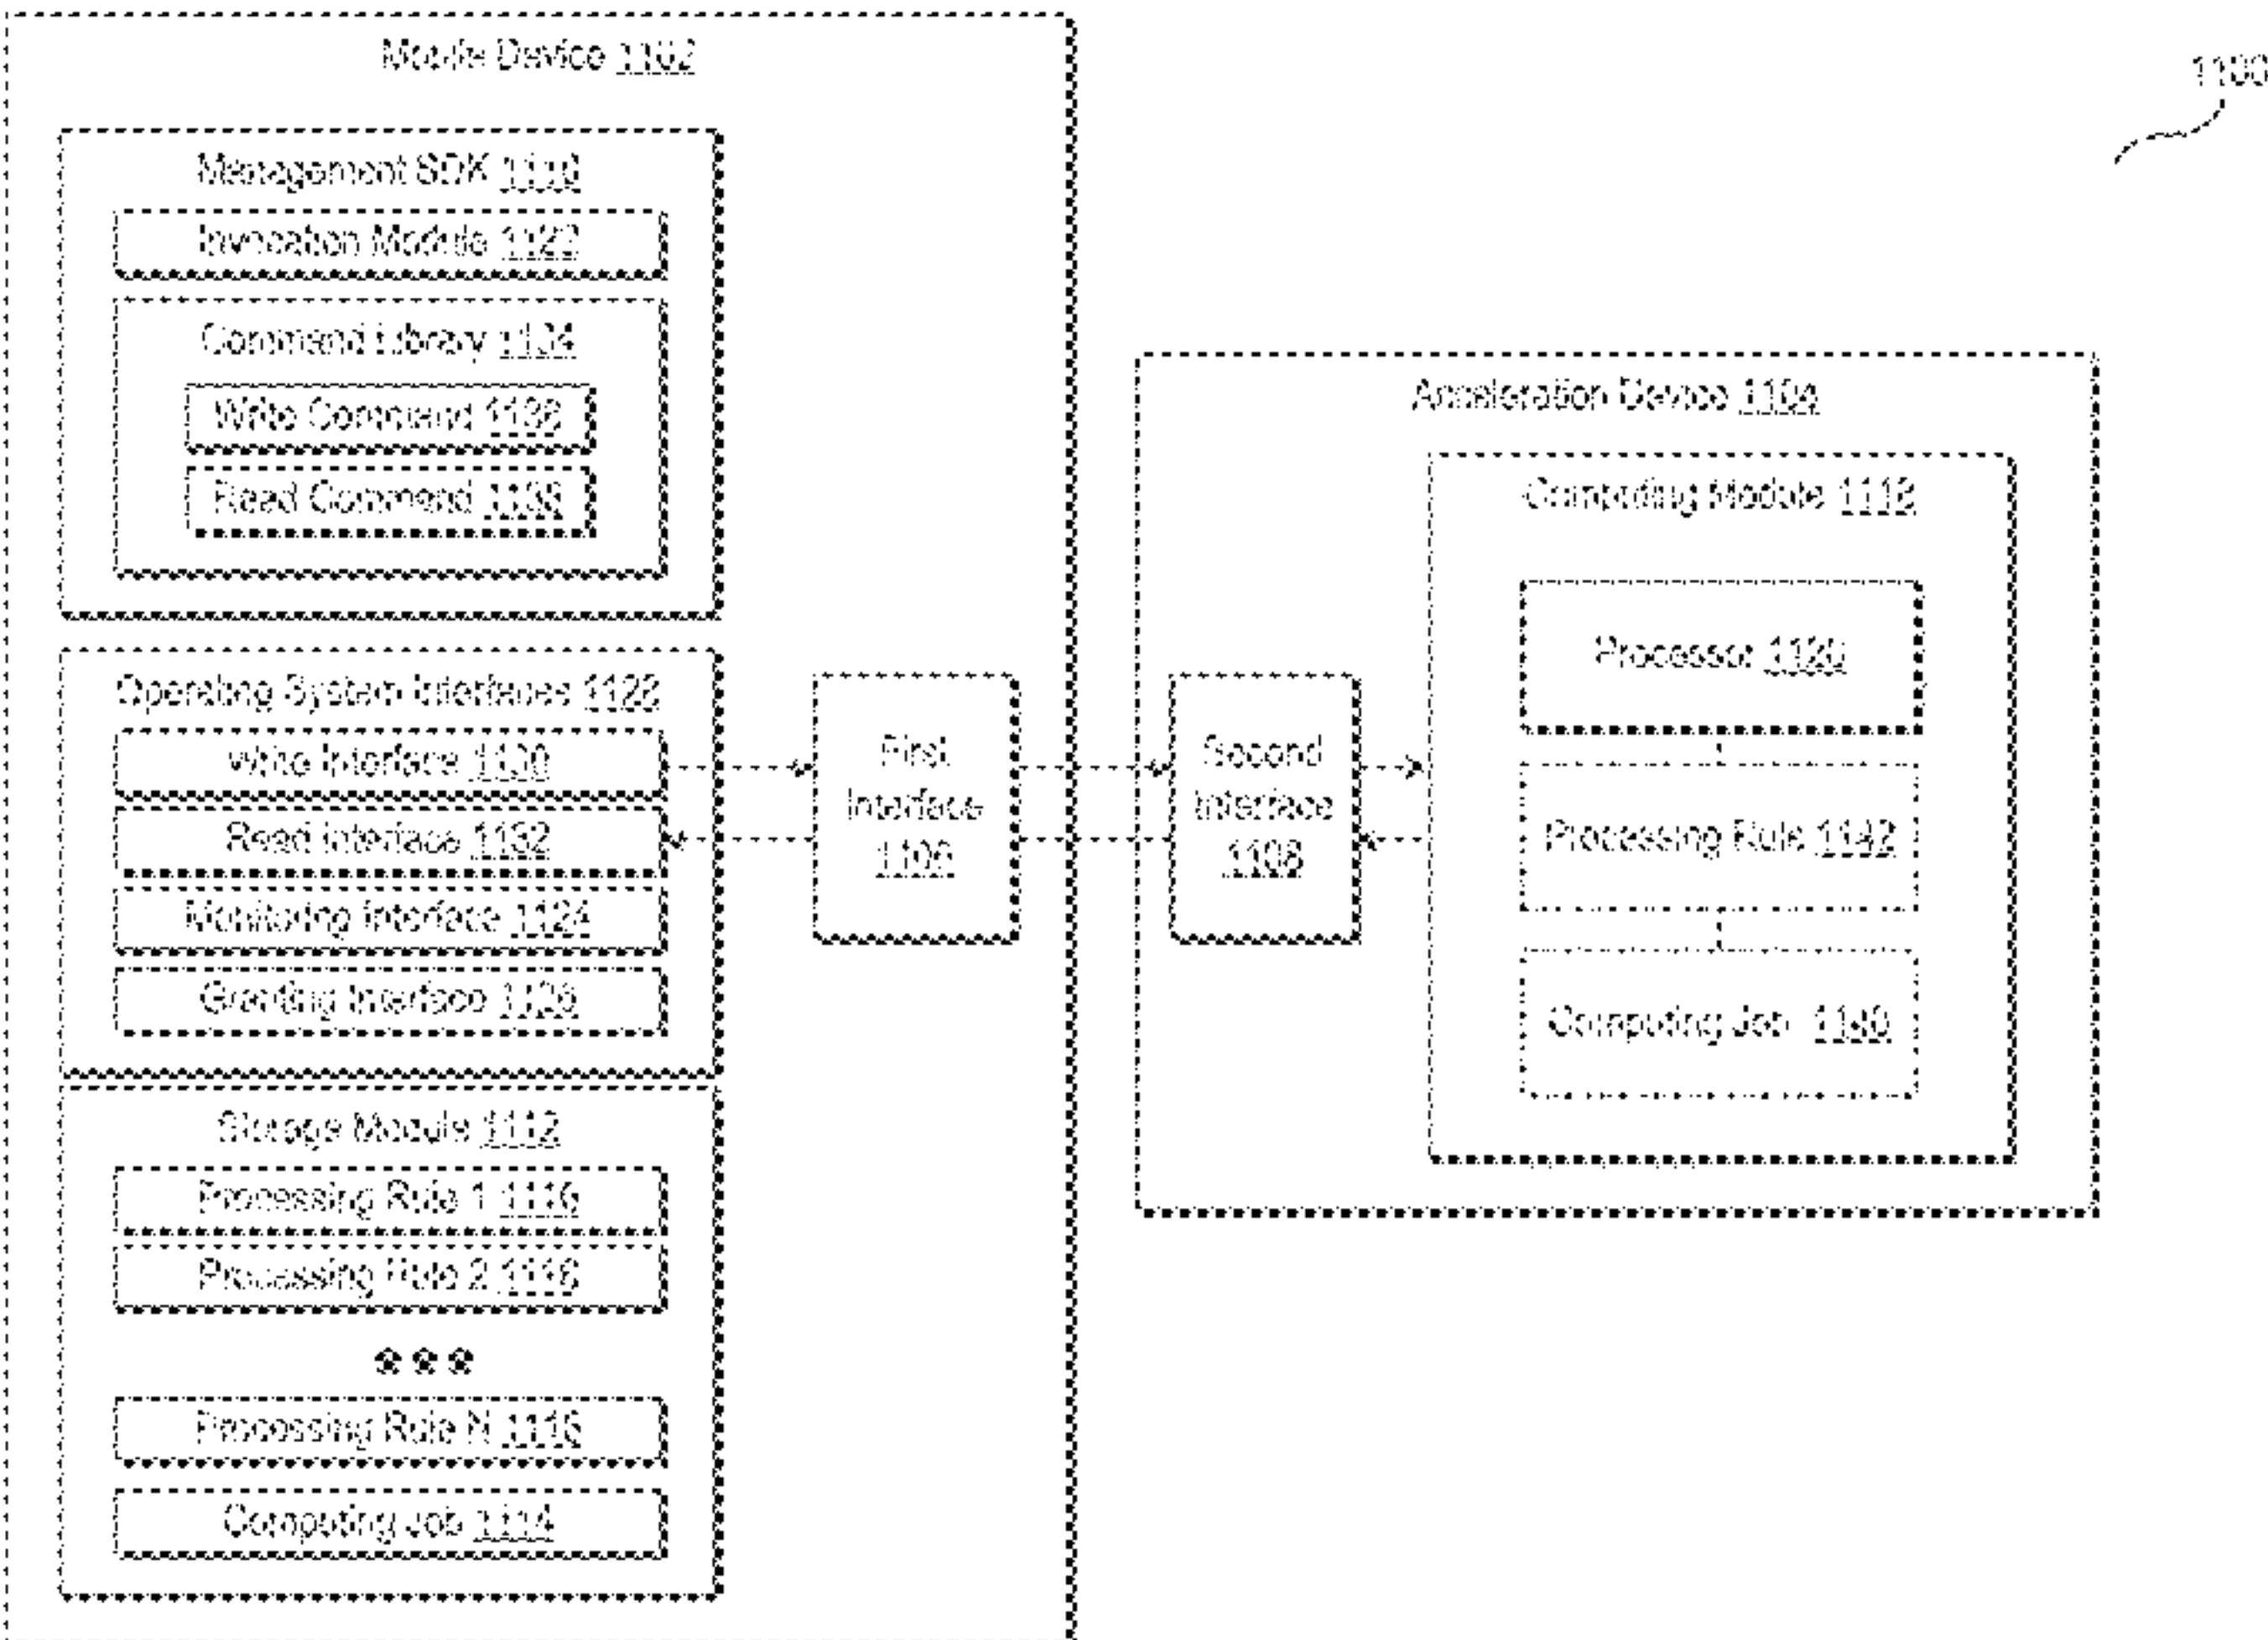 1100
Mobile Device 1102
Management SDK 1110
Invocation Module 1122
Command Library 1134
Write Command 1136
Read Command 1138
Operating System Interfaces 1128
Write Interface 1130
Read Interface 1132
Monitoring Interface 1124
Granting Interface 1126
Storage Module 1112
Processing Rule 1 1116
Processing Rule 2 1116
Processing Rule N 1116
Computing Job 1114
First
Interface
1106
Acceleration Device 1104
Second
Interface
1108
Computing Module 1118
Processor 1120
Processing Rule 1142
Computing Job 1140